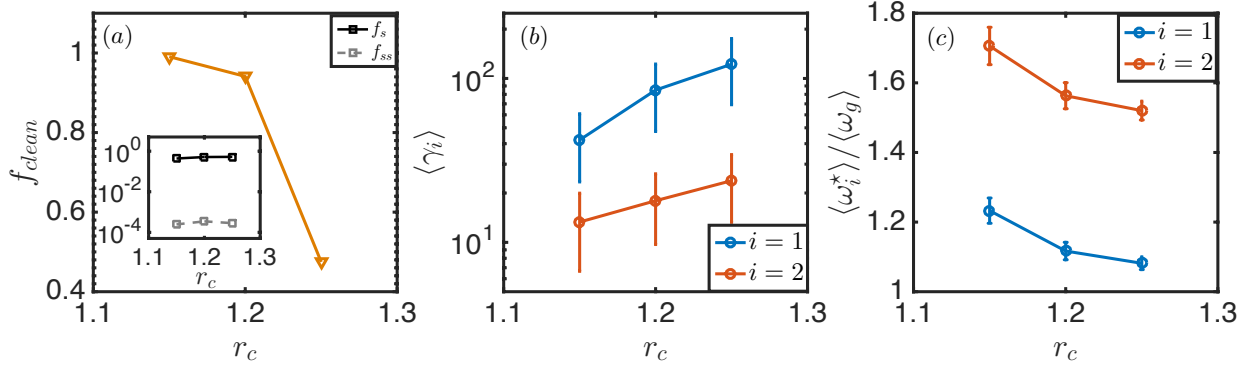 (a)
f_s
f_ss
1
0.8
0.6
0.4
f_clean
10^0
10^-2
10^-4
1.1 1.2 1.3
r_c
1.1 1.2 1.3
r_c
(b)
10^2
10^1
⟨γ_i⟩
i = 1
i = 2
1.1 1.2 1.3
r_c
(c)
i = 1
i = 2
1.8
1.6
1.4
1.2
1
⟨ω_i^⋆⟩/⟨ω_g⟩
1.1 1.2 1.3
r_c